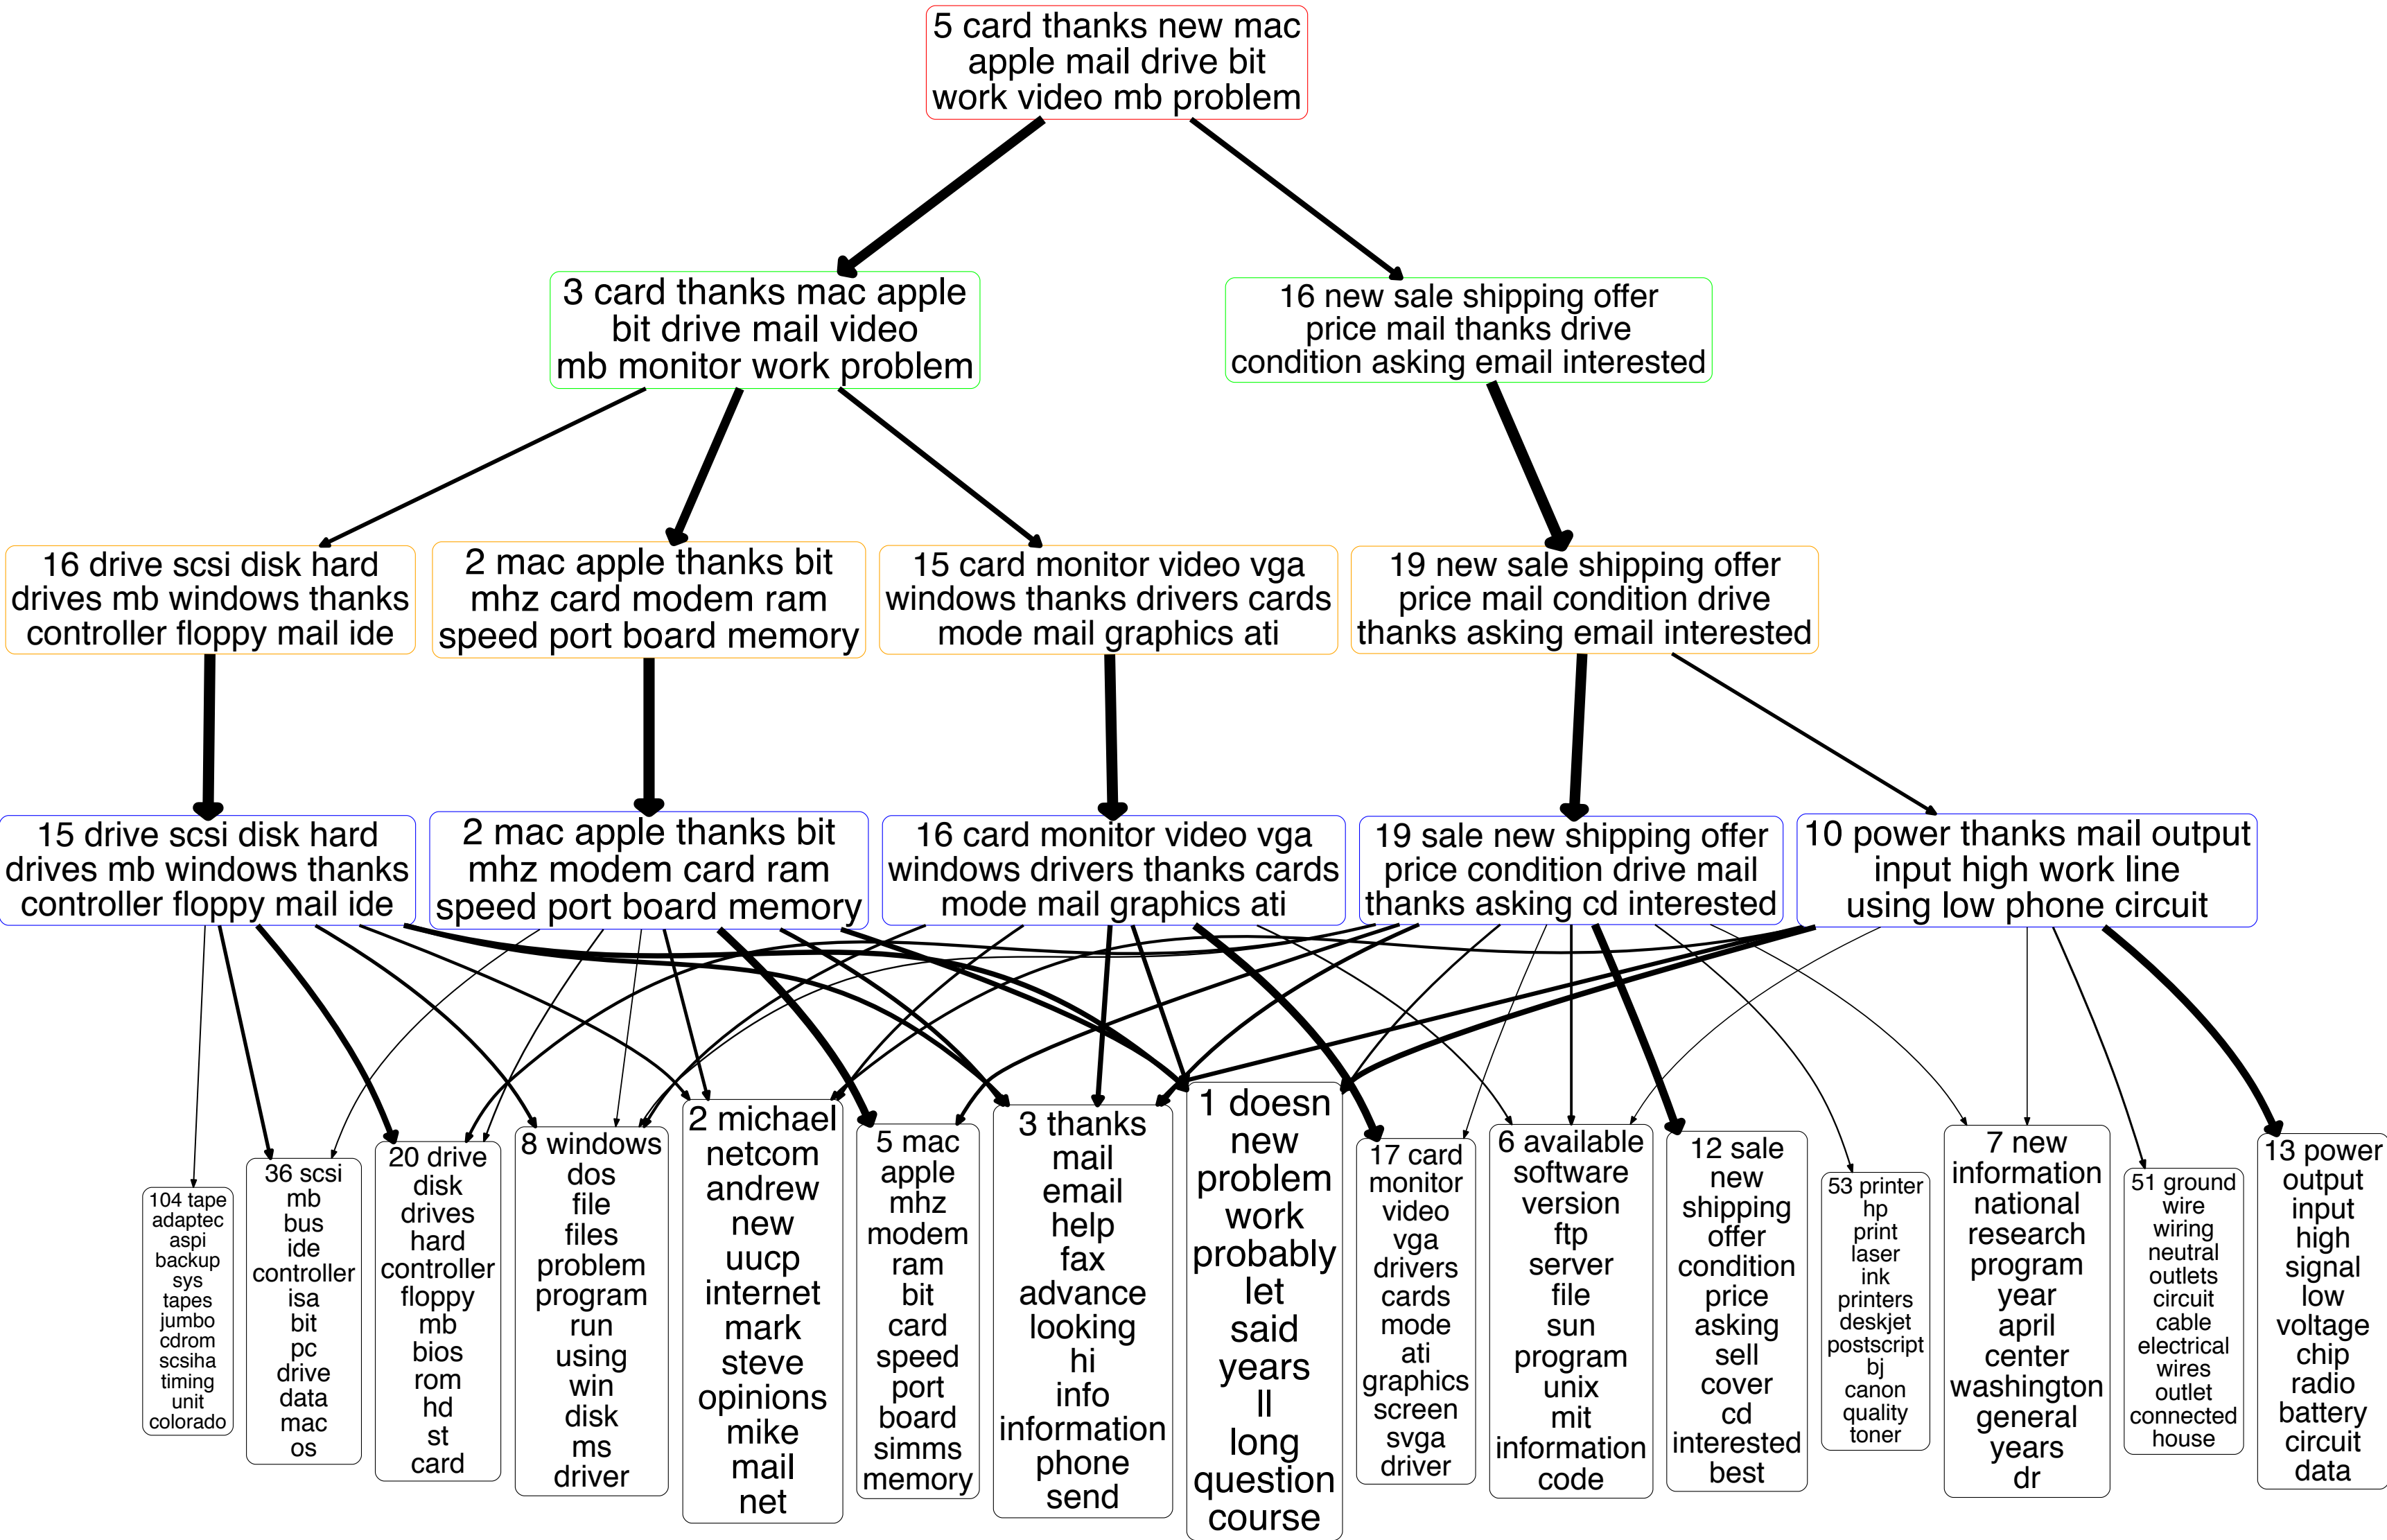 5 card thanks new mac
apple mail drive bit
work video mb problem
3 card thanks mac apple
bit drive mail video
mb monitor work problem
16 new sale shipping offer
price mail thanks drive
condition asking email interested
16 drive scsi disk hard
drives mb windows thanks
controller floppy mail ide
2 mac apple thanks bit
mhz card modem ram
speed port board memory
15 card monitor video vga
windows thanks drivers cards
mode mail graphics ati
19 new sale shipping offer
price mail condition drive
thanks asking email interested
15 drive scsi disk hard
drives mb windows thanks
controller floppy mail ide
2 mac apple thanks bit
mhz modem card ram
speed port board memory
16 card monitor video vga
windows drivers thanks cards
mode mail graphics ati
19 sale new shipping offer
price condition drive mail
thanks asking cd interested
10 power thanks mail output
input high work line
using low phone circuit
104 tape
adaptec
aspi
backup
sys
tapes
jumbo
cdrom
scsiha
timing
unit
colorado
36 scsi
mb
bus
ide
controller
isa
bit
pc
drive
data
mac
os
20 drive
disk
drives
hard
controller
floppy
mb
bios
rom
hd
st
card
8 windows
dos
file
files
problem
program
run
using
win
disk
ms
driver
2 michael
netcom
andrew
new
uucp
internet
mark
steve
opinions
mike
mail
net
5 mac
apple
mhz
modem
ram
bit
card
speed
port
board
simms
memory
3 thanks
mail
email
help
fax
advance
looking
hi
info
information
phone
send
1 doesn
new
problem
work
probably
let
said
years
ll
long
question
course
17 card
monitor
video
vga
drivers
cards
mode
ati
graphics
screen
svga
driver
6 available
software
version
ftp
server
file
sun
program
unix
mit
information
code
12 sale
new
shipping
offer
condition
price
asking
sell
cover
cd
interested
best
53 printer
hp
print
laser
ink
printers
deskjet
postscript
bj
canon
quality
toner
7 new
information
national
research
program
year
april
center
washington
general
years
dr
51 ground
wire
wiring
neutral
outlets
circuit
cable
electrical
wires
outlet
connected
house
13 power
output
input
high
signal
low
voltage
chip
radio
battery
circuit
data